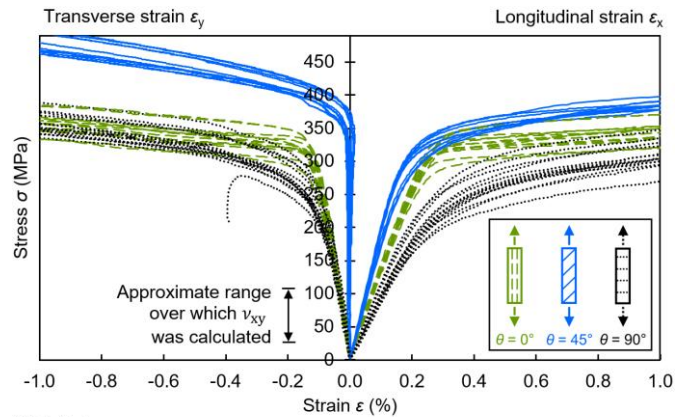 Transverse strain εy
Longitudinal strain εx
Stress σ (MPa)
450
400
350
300
250
200
150
100
50
0
Approximate range
over which νxy
was calculated
θ = 0° θ = 45° θ = 90°
-1.0 -0.8 -0.6 -0.4 -0.2 0.0 0.2 0.4 0.6 0.8 1.0
Strain ε (%)